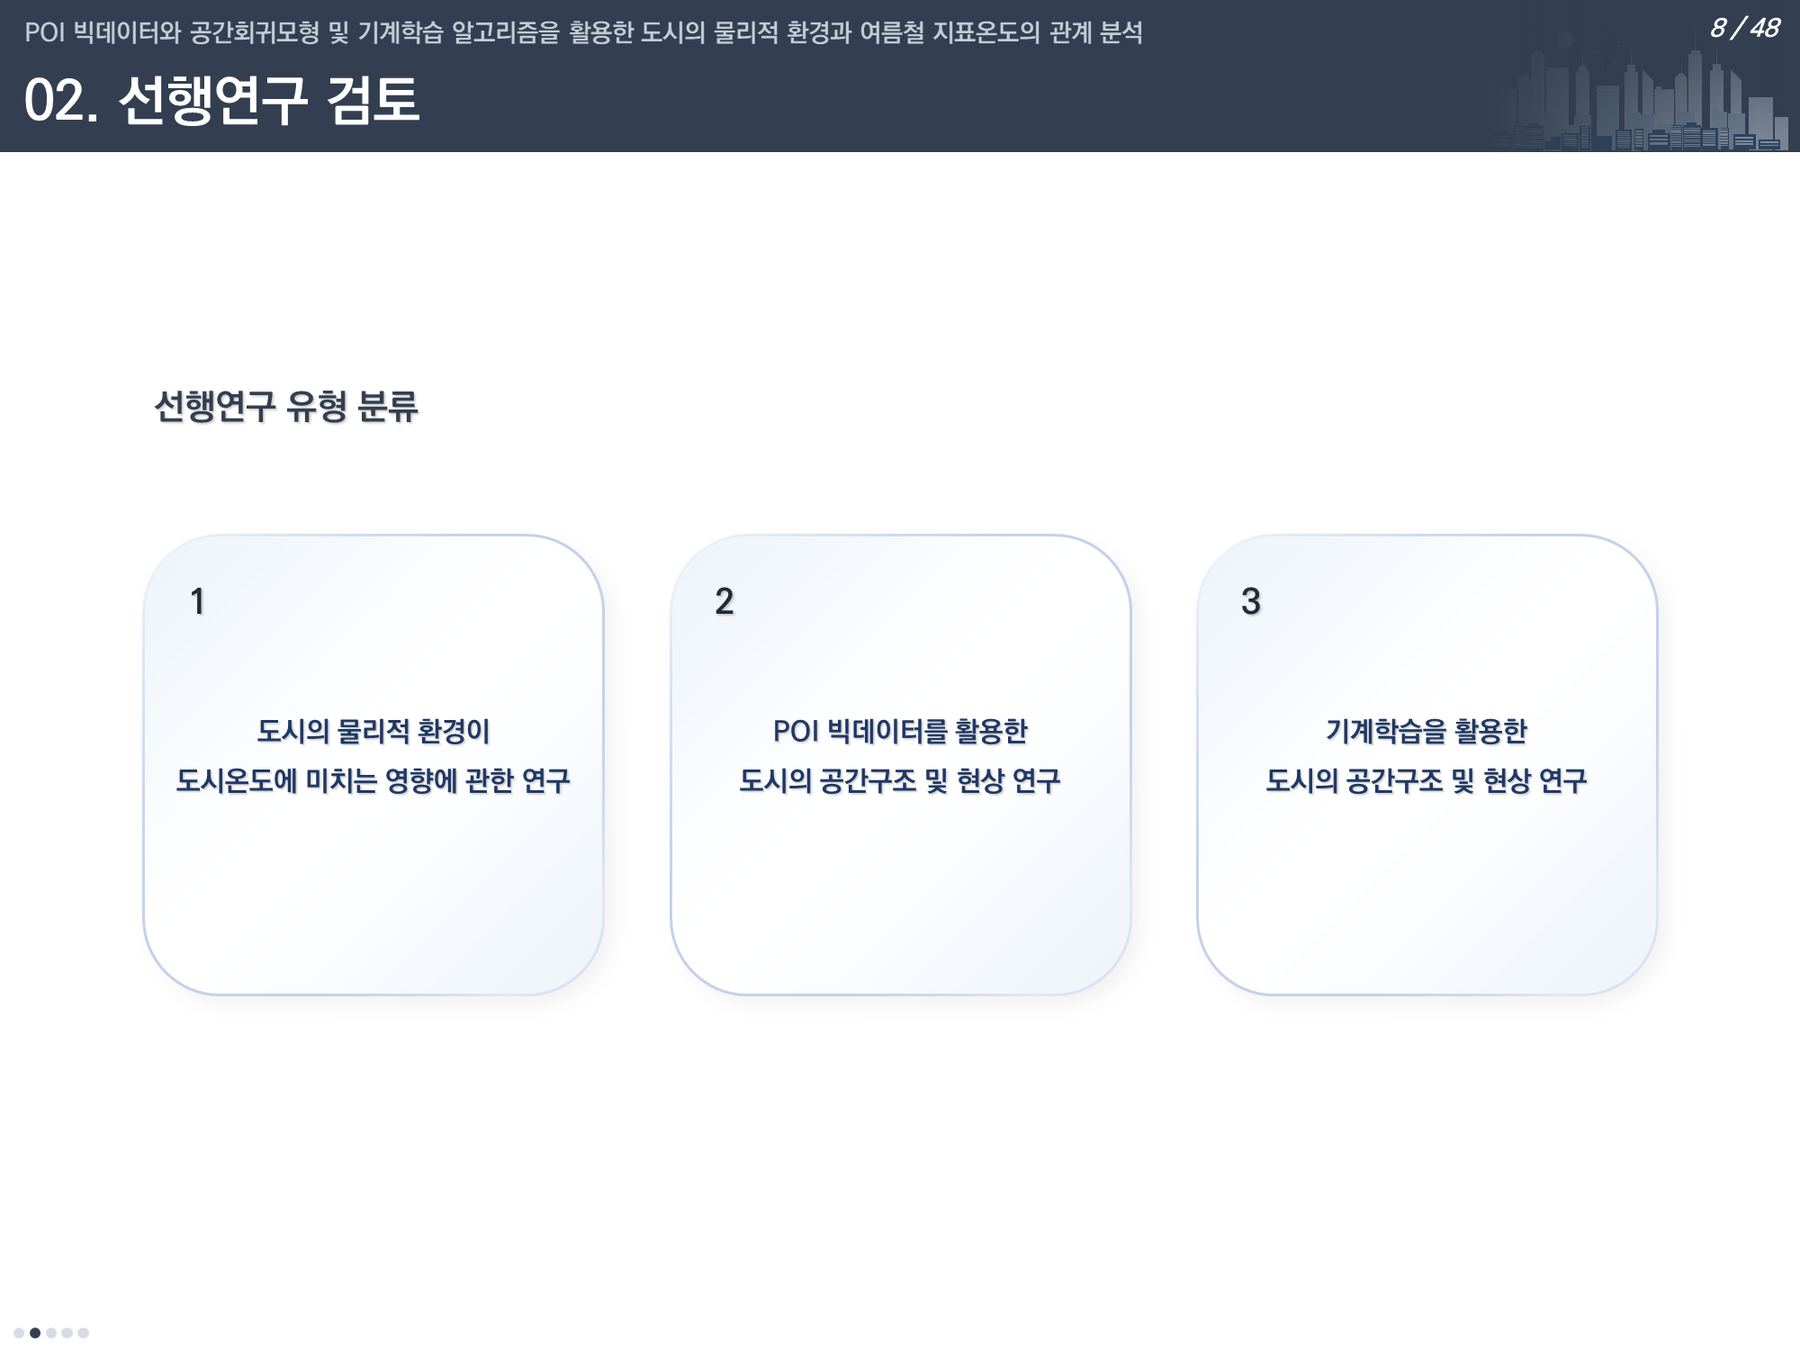 POI 빅데이터와 공간회귀모형 및 기계학습 알고리즘을 활용한 도시의 물리적 환경과 여름철 지표온도의 관계 분석
8 / 48
02. 선행연구 검토
선행연구 유형 분류
1
도시의 물리적 환경이
도시온도에 미치는 영향에 관한 연구
2
POI 빅데이터를 활용한
도시의 공간구조 및 현상 연구
3
기계학습을 활용한
도시의 공간구조 및 현상 연구